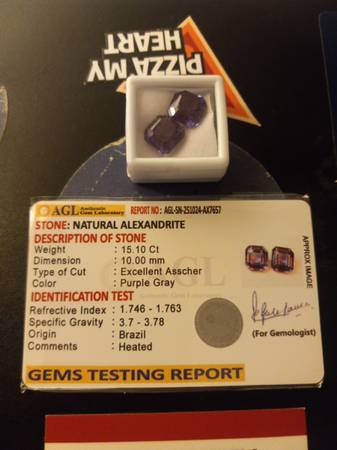 PIZZA MY
HEART
AGL Authentic Gem Laboratory REPORT NO : AGL-SN-251024-AX7657
STONE: NATURAL ALEXANDRITE
DESCRIPTION OF STONE
Weight : 15.10 Ct
Dimension : 10.00 mm
Type of Cut : Excellent Asscher
Color : Purple Gray
IDENTIFICATION TEST
Refractive Index : 1.746 - 1.763
Specific Gravity : 3.7 - 3.78
Origin : Brazil
Comments : Heated
GEMS TESTING REPORT
APPROX IMAGE
(For Gemologist)
AGL